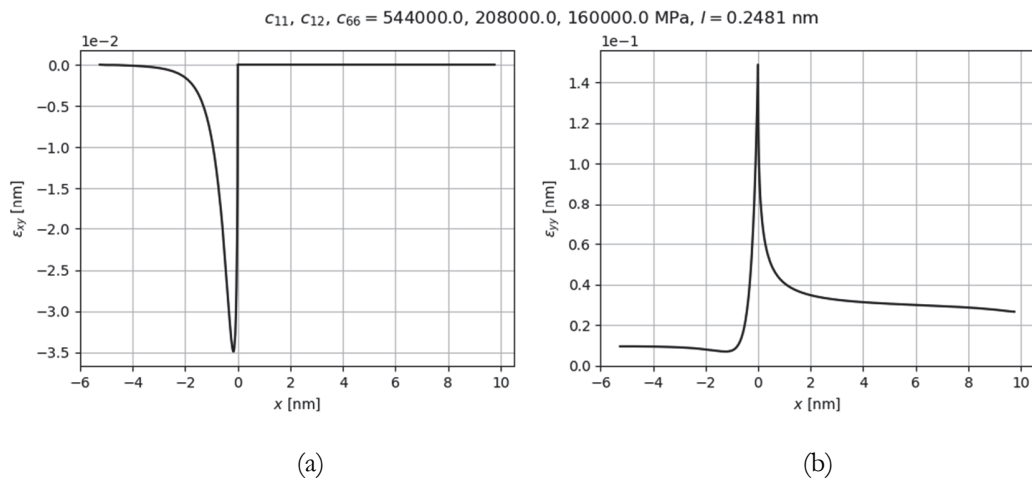 c₁₁, c₁₂, c₆₆ = 544000.0, 208000.0, 160000.0 MPa, l = 0.2481 nm
1e−2
0.0
−0.5
−1.0
−1.5
−2.0
−2.5
−3.0
−3.5
εxy [nm]
−6 −4 −2 0 2 4 6 8 10
x [nm]
(a)
1e−1
1.4
1.2
1.0
0.8
0.6
0.4
0.2
0.0
εyy [nm]
−6 −4 −2 0 2 4 6 8 10
x [nm]
(b)